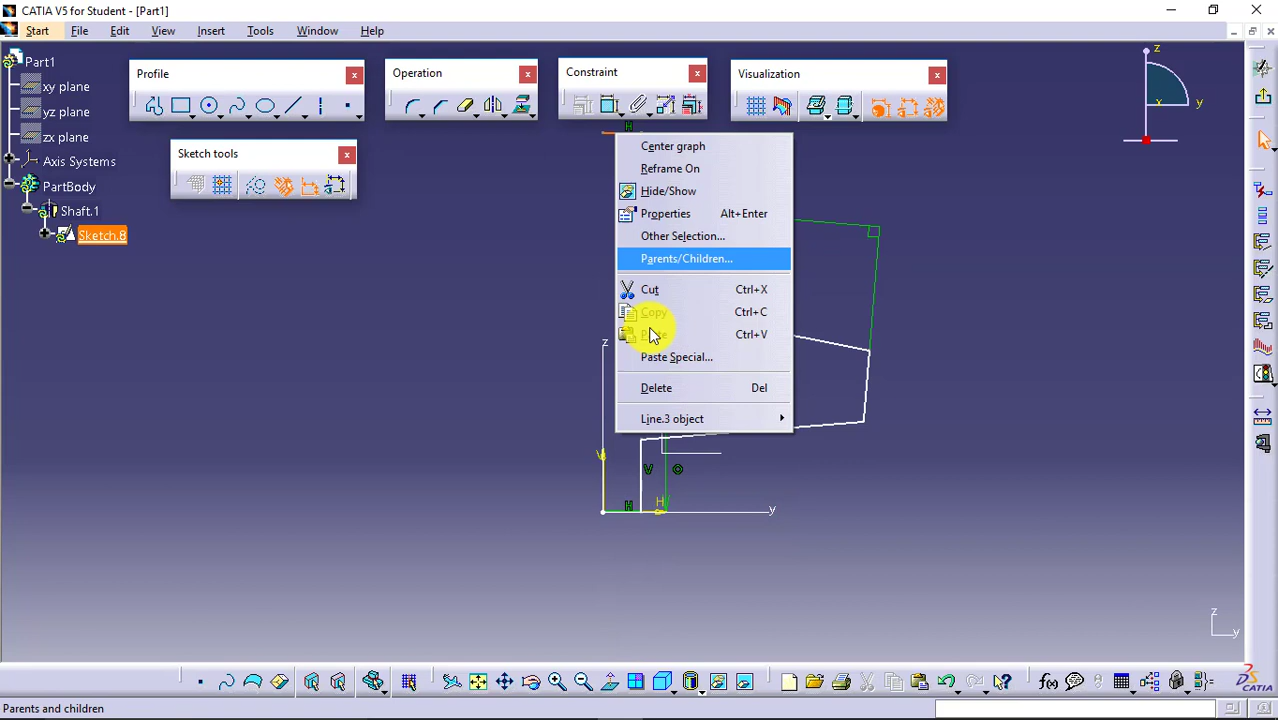 CATIA V5 for Student - [Part1]
Start File Edit View Insert Tools Window Help
Part1
xy plane
yz plane
zx plane
Axis Systems
PartBody
Shaft.1
Sketch.8
Profile
Operation
Constraint
Visualization
Sketch tools
Center graph
Reframe On
Hide/Show
Properties Alt+Enter
Other Selection...
Parents/Children...
Cut Ctrl+X
Copy Ctrl+C
Paste Ctrl+V
Paste Special...
Delete Del
Line.3 object
z
x y
H
z
V
V
H
H
y
z
y
f(x)
Parents and children
CATIA